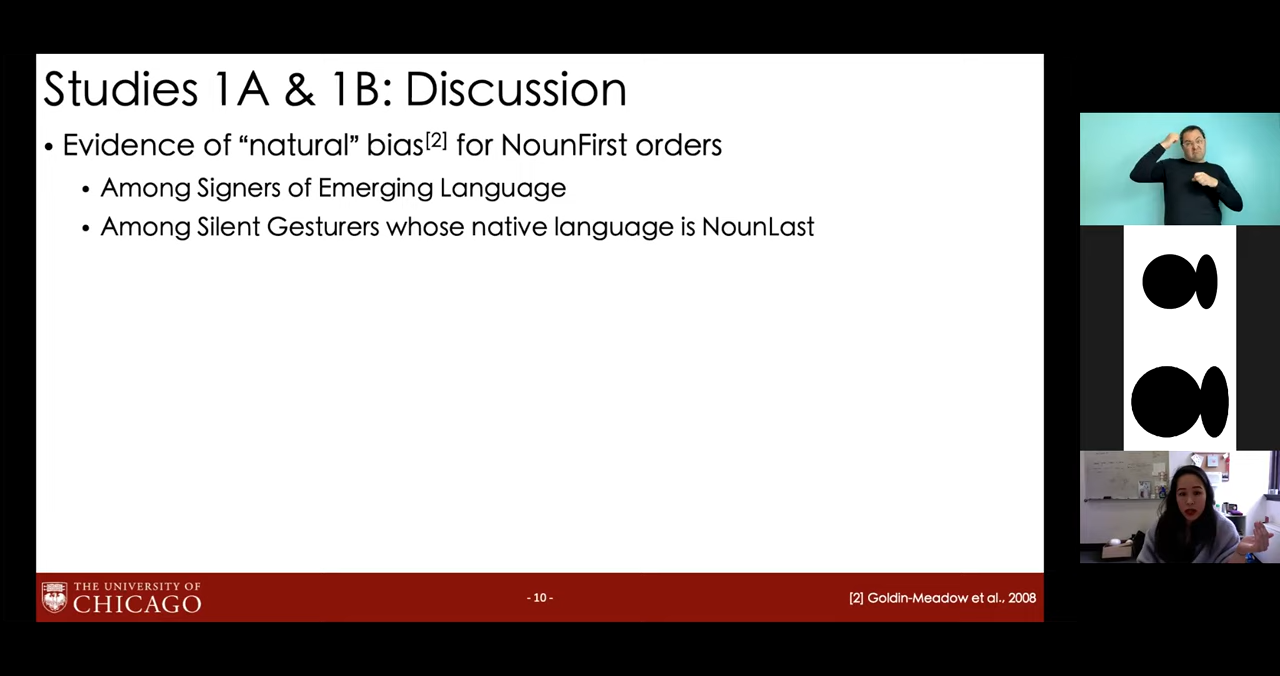 Studies 1A & 1B: Discussion
• Evidence of “natural” bias[2] for NounFirst orders
• Among Signers of Emerging Language
• Among Silent Gesturers whose native language is NounLast
THE UNIVERSITY OF
CHICAGO
- 10 -
[2] Goldin-Meadow et al., 2008